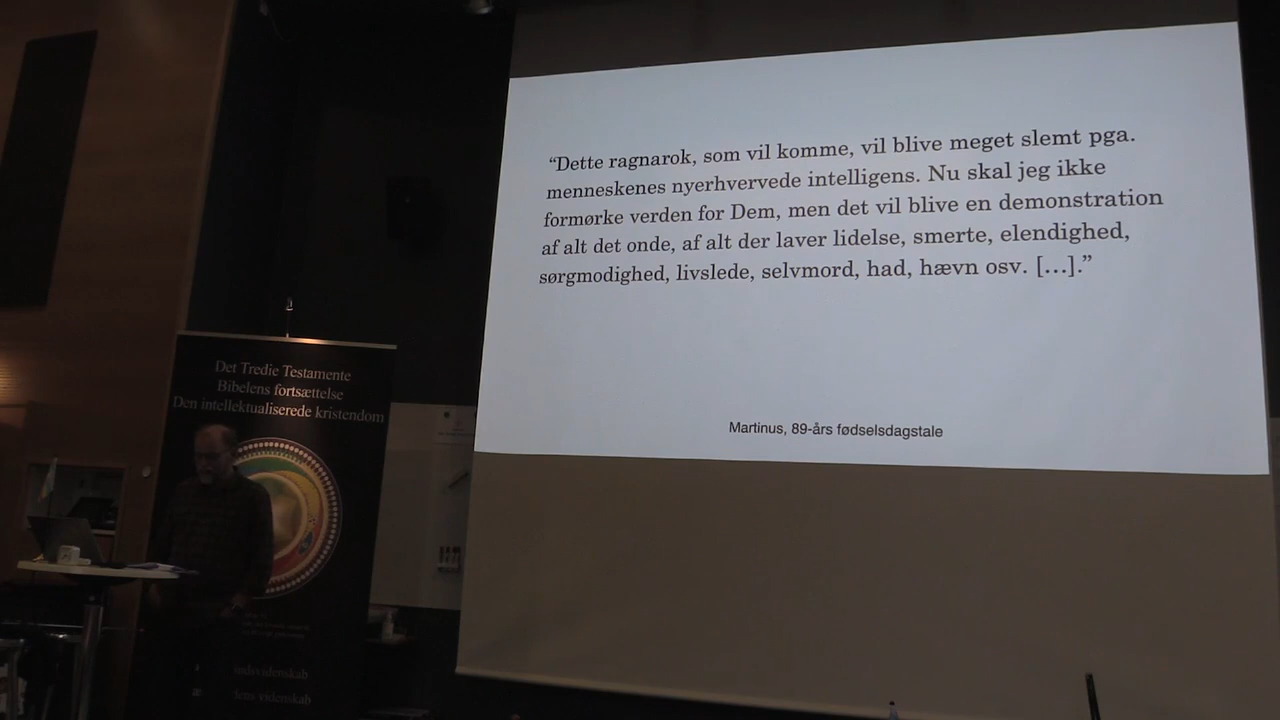 “Dette ragnarok, som vil komme, vil blive meget slemt pga.
menneskenes nyerhvervede intelligens. Nu skal jeg ikke
formørke verden for Dem, men det vil blive en demonstration
af alt det onde, af alt der laver lidelse, smerte, elendighed,
sørgmodighed, livslede, selvmord, had, hævn osv. […].”
Martinus, 89-års fødselsdagstale
Det Tredie Testamente
Bibelens fortsættelse
Den intellektualiserede kristendom
videnskab